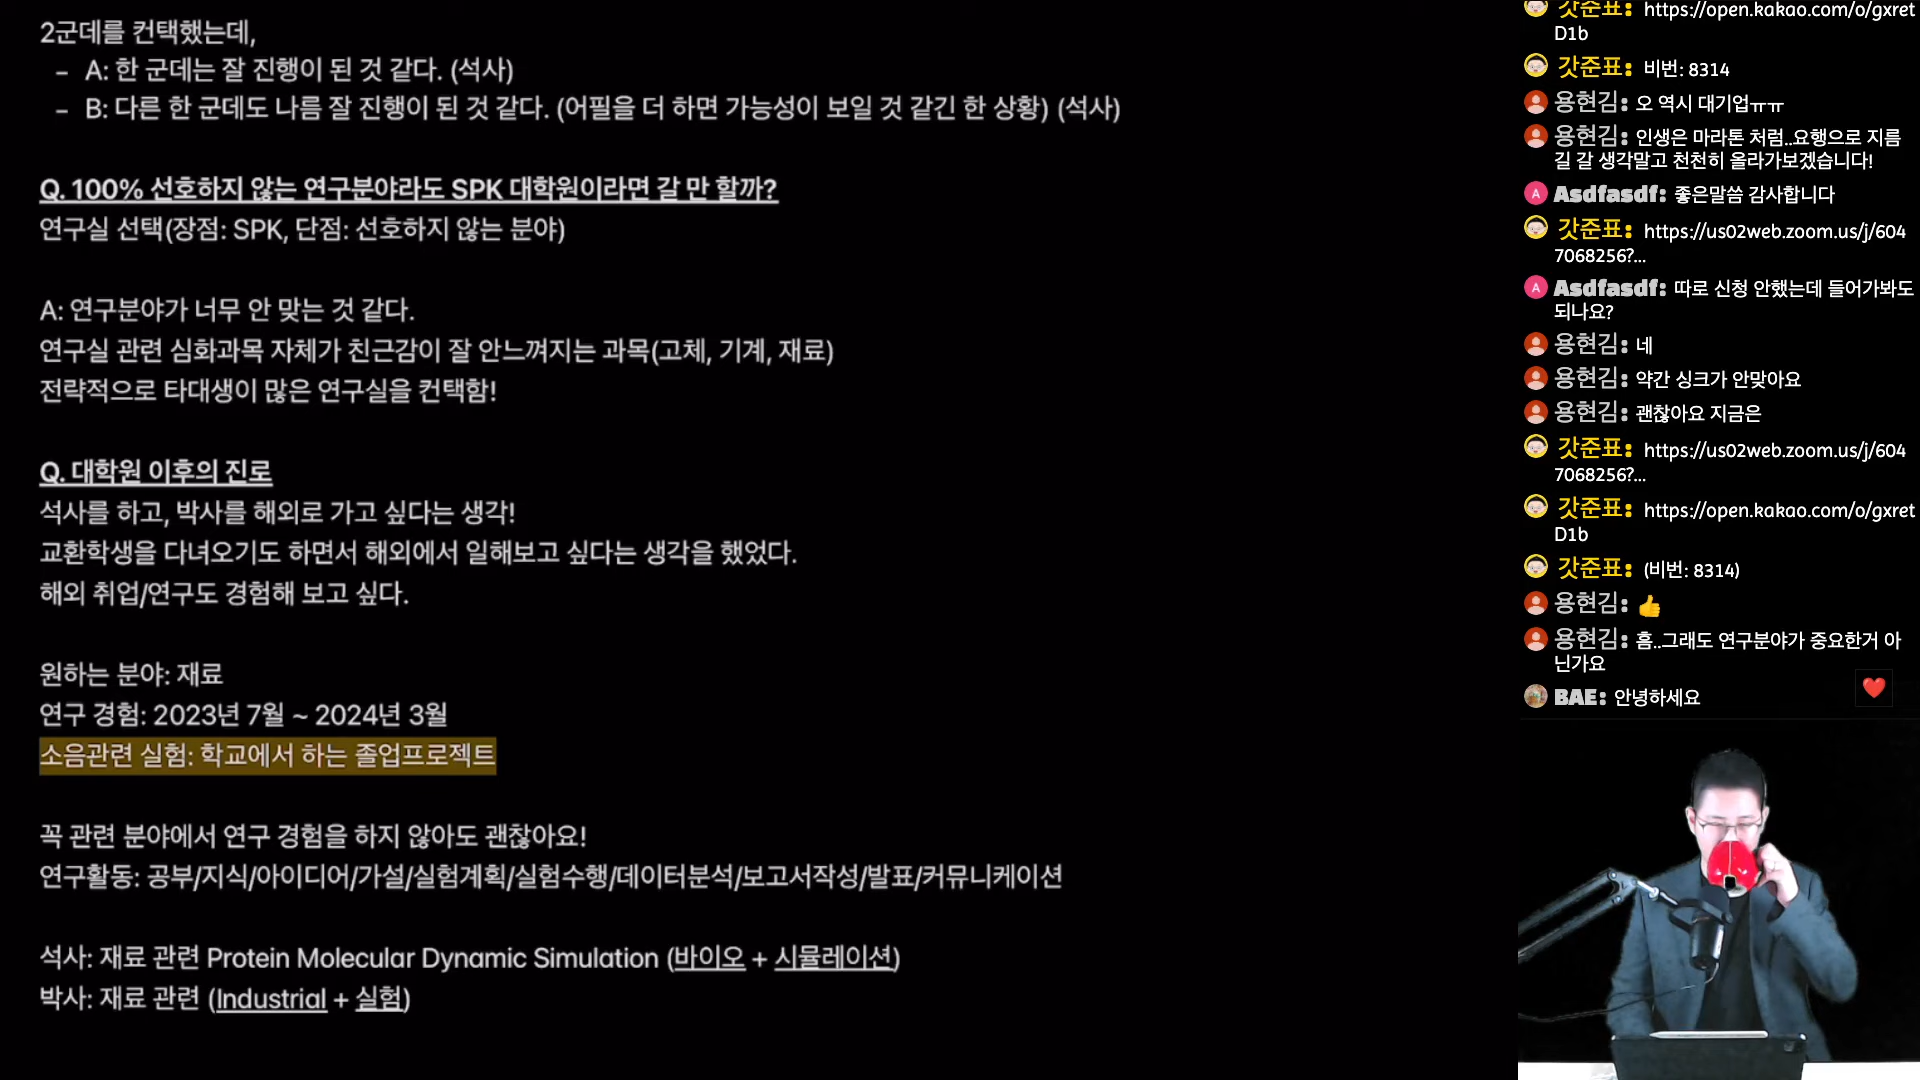 2군데를 컨택했는데,
- A: 한 군데는 잘 진행이 된 것 같다. (석사)
- B: 다른 한 군데도 나름 잘 진행이 된 것 같다. (어필을 더 하면 가능성이 보일 것 같긴 한 상황) (석사)
Q. 100% 선호하지 않는 연구분야라도 SPK 대학원이라면 갈 만 할까?
연구실 선택(장점: SPK, 단점: 선호하지 않는 분야)
A: 연구분야가 너무 안 맞는 것 같다.
연구실 관련 심화과목 자체가 친근감이 잘 안느껴지는 과목(고체, 기계, 재료)
전략적으로 타대생이 많은 연구실을 컨택함!
Q. 대학원 이후의 진로
석사를 하고, 박사를 해외로 가고 싶다는 생각!
교환학생을 다녀오기도 하면서 해외에서 일해보고 싶다는 생각을 했었다.
해외 취업/연구도 경험해 보고 싶다.
원하는 분야: 재료
연구 경험: 2023년 7월 ~ 2024년 3월
소음관련 실험: 학교에서 하는 졸업프로젝트
꼭 관련 분야에서 연구 경험을 하지 않아도 괜찮아요!
연구활동: 공부/지식/아이디어/가설/실험계획/실험수행/데이터분석/보고서작성/발표/커뮤니케이션
석사: 재료 관련 Protein Molecular Dynamic Simulation (바이오 + 시뮬레이션)
박사: 재료 관련 (Industrial + 실험)
갓준표: https://open.kakao.com/o/gxret
D1b
갓준표: 비번: 8314
용현김: 오 역시 대기업ㅠㅠ
용현김: 인생은 마라톤 처럼..요행으로 지름
길 갈 생각말고 천천히 올라가보겠습니다!
A Asdfasdf: 좋은말씀 감사합니다
갓준표: https://us02web.zoom.us/j/604
7068256?...
A Asdfasdf: 따로 신청 안했는데 들어가봐도
되나요?
용현김: 네
용현김: 약간 싱크가 안맞아요
용현김: 괜찮아요 지금은
갓준표: https://us02web.zoom.us/j/604
7068256?...
갓준표: https://open.kakao.com/o/gxret
D1b
갓준표: (비번: 8314)
용현김: 👍
용현김: 흠..그래도 연구분야가 중요한거 아
닌가요
BAE: 안녕하세요